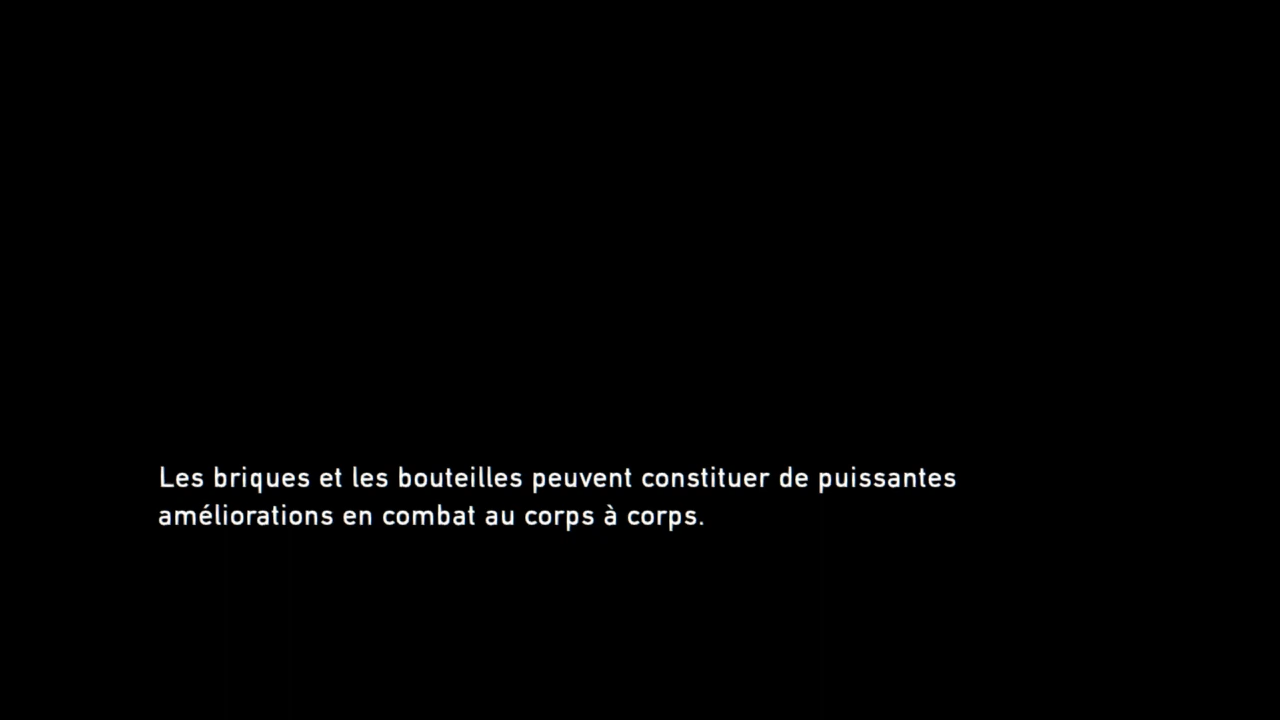 Les briques et les bouteilles peuvent constituer de puissantes
améliorations en combat au corps à corps.